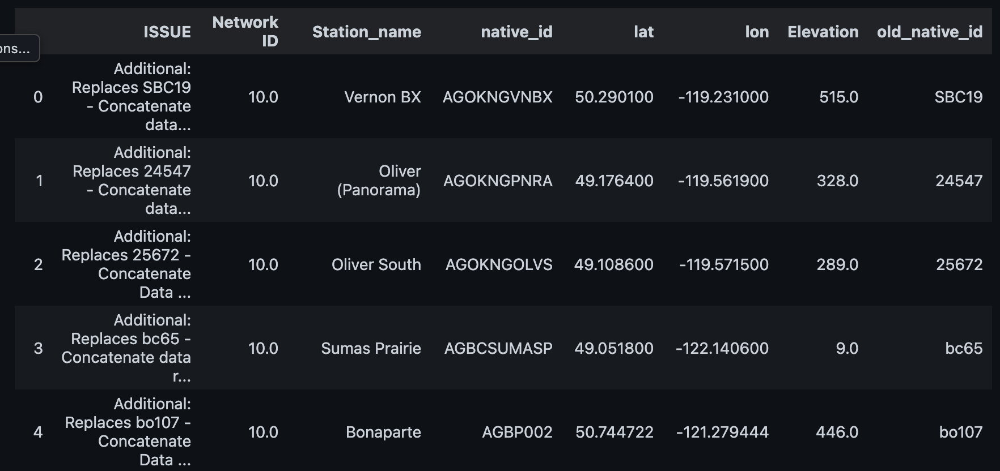 ISSUE Network ID Station_name native_id lat lon Elevation old_native_id
ons...
0 Additional: Replaces SBC19 - Concatenate data... 10.0 Vernon BX AGOKNGVNBX 50.290100 -119.231000 515.0 SBC19
1 Additional: Replaces 24547 - Concatenate data... 10.0 Oliver (Panorama) AGOKNGPNRA 49.176400 -119.561900 328.0 24547
2 Additional: Replaces 25672 - Concatenate Data ... 10.0 Oliver South AGOKNGOLVS 49.108600 -119.571500 289.0 25672
3 Additional: Replaces bc65 - Concatenate data r... 10.0 Sumas Prairie AGBCSUMASP 49.051800 -122.140600 9.0 bc65
4 Additional: Replaces bo107 - Concatenate Data ... 10.0 Bonaparte AGBP002 50.744722 -121.279444 446.0 bo107